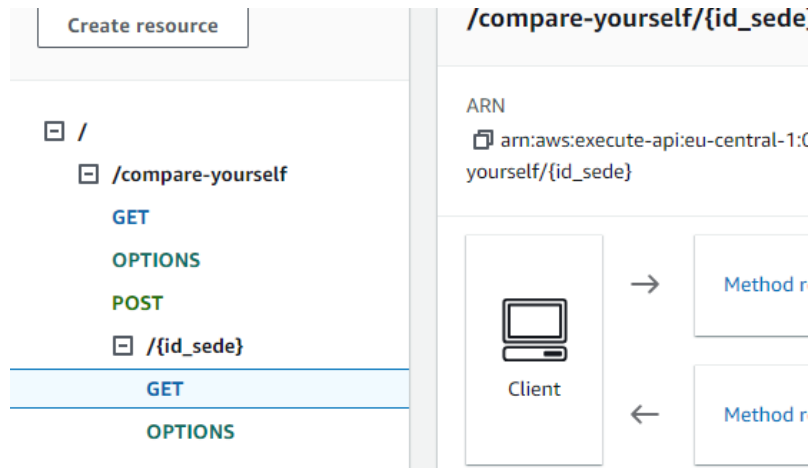 Create resource
/
/compare-yourself
GET
OPTIONS
POST
/{id_sede}
GET
OPTIONS
/compare-yourself/{id_sede}
ARN
arn:aws:execute-api:eu-central-1:
yourself/{id_sede}
Client
Method
Method